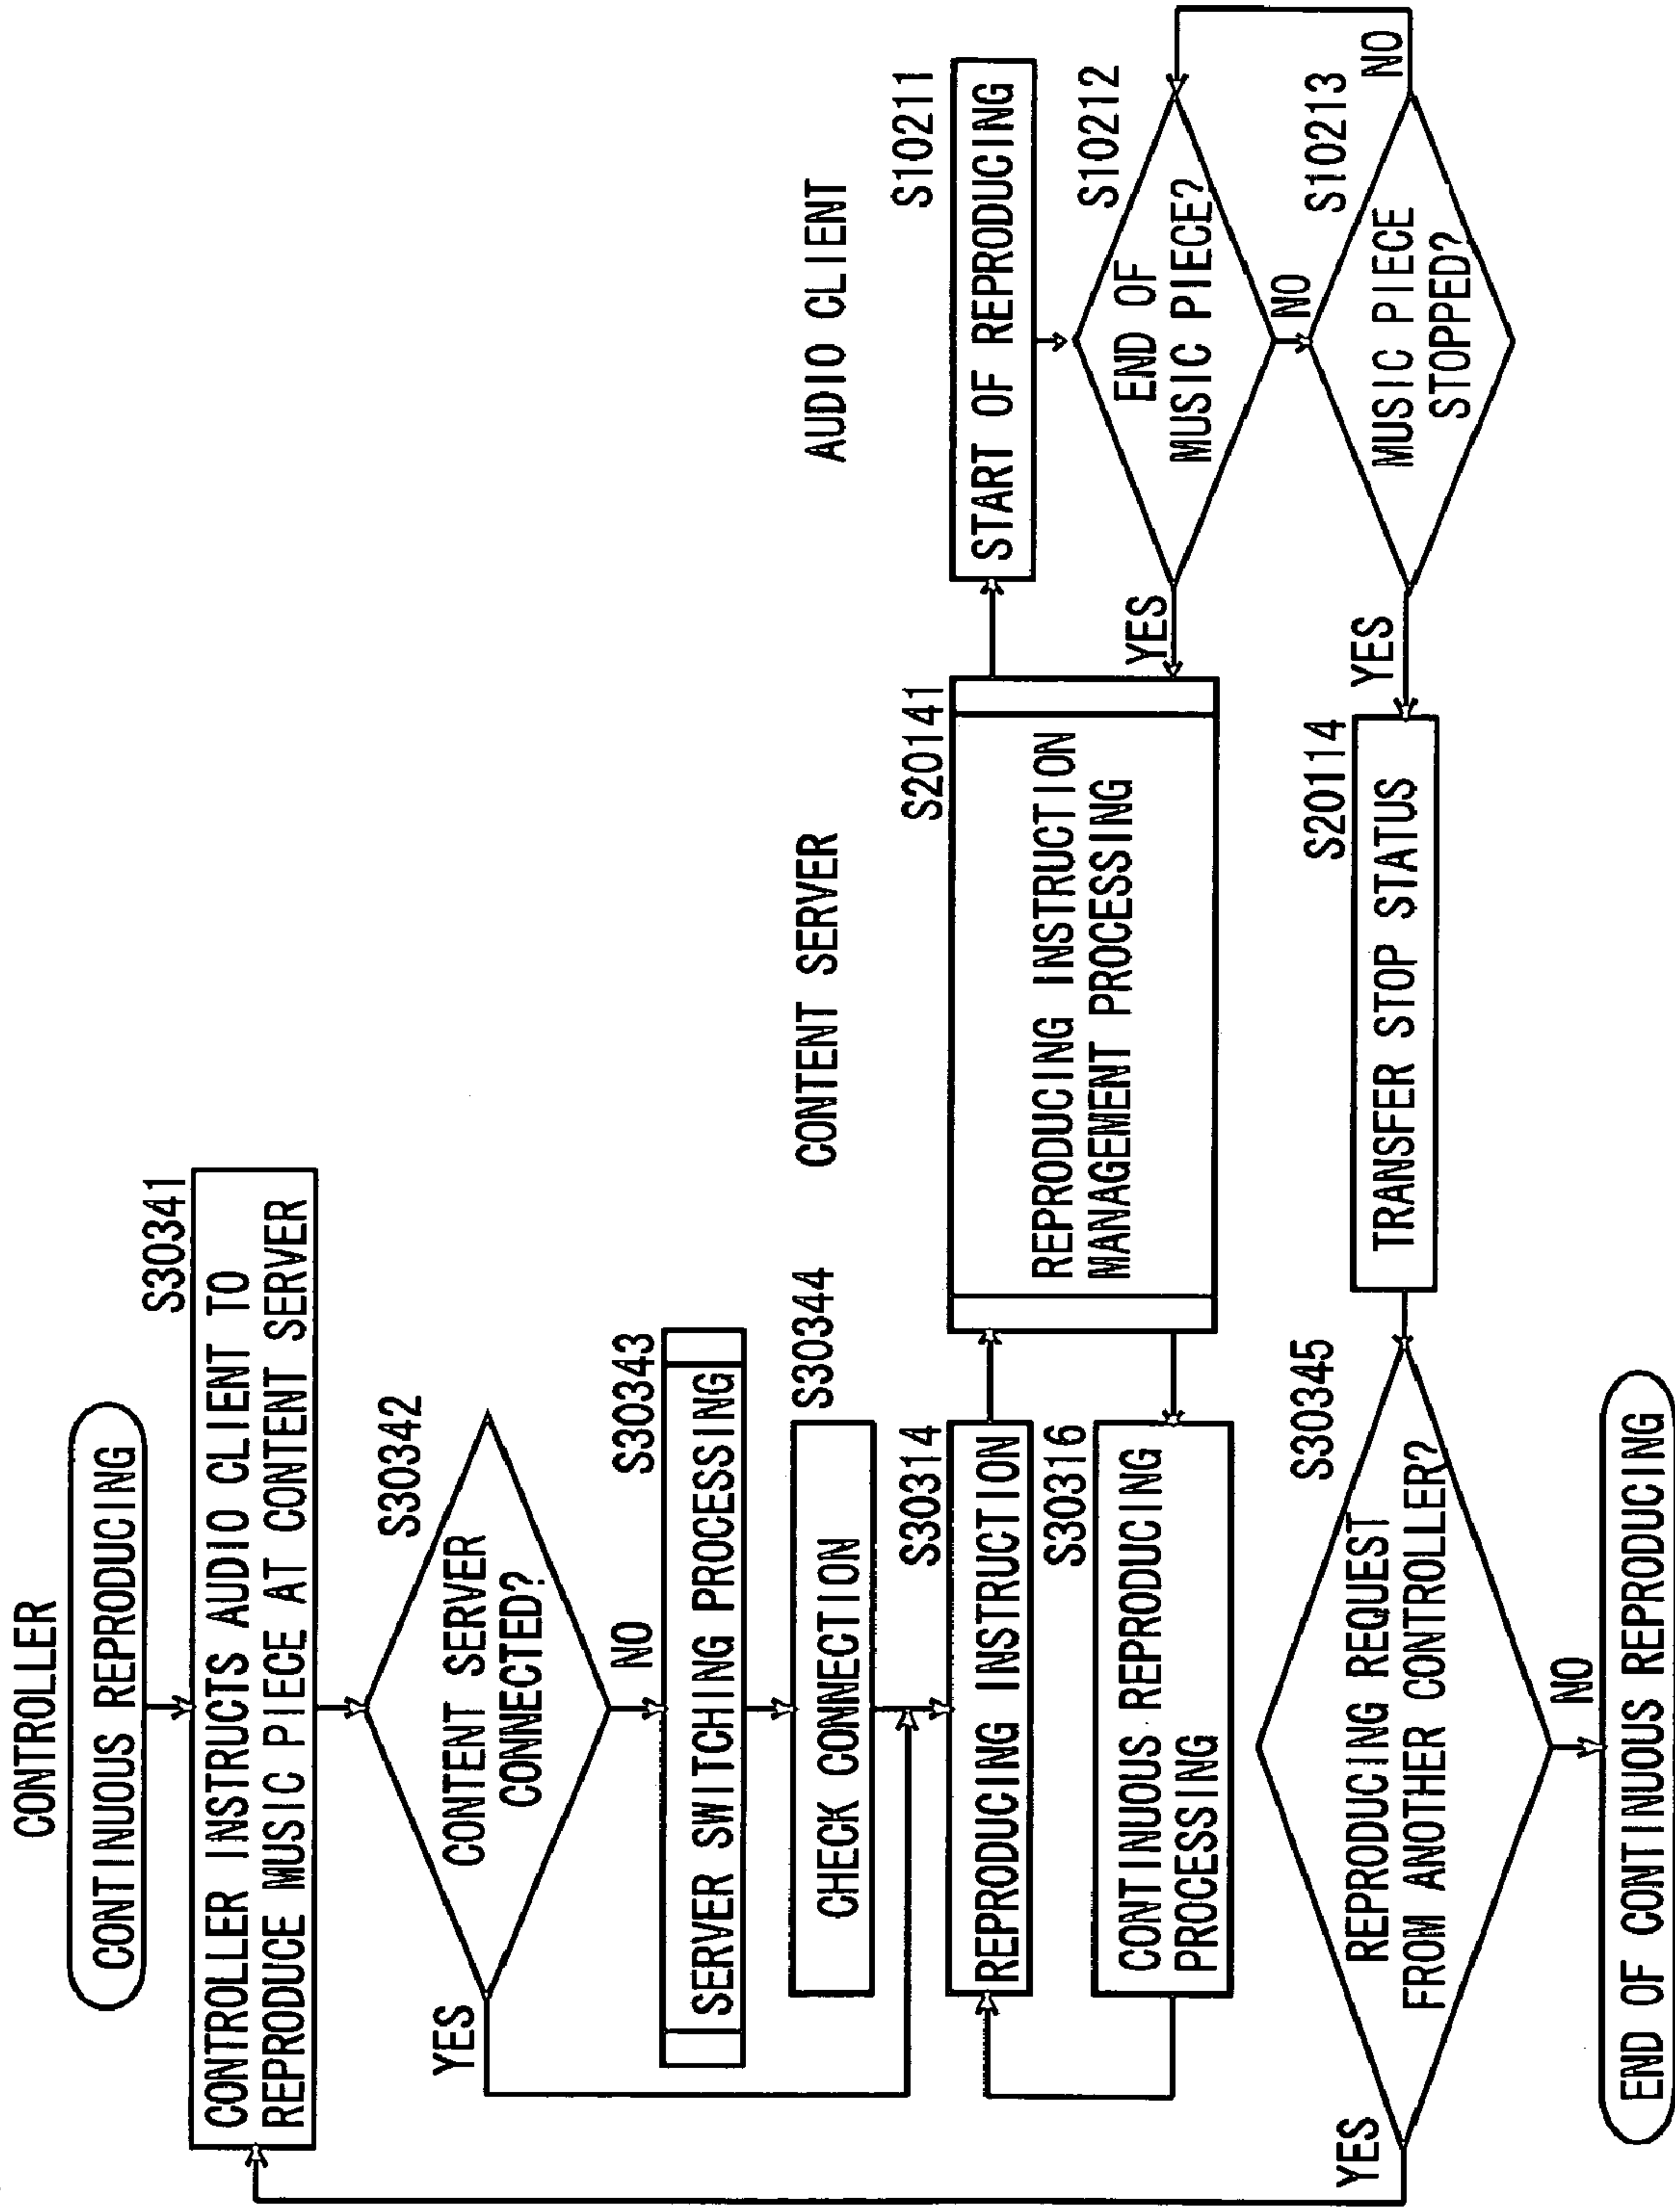 CONTROLLER
CONTINUOUS REPRODUCING
S30341
CONTROLLER INSTRUCTS AUDIO CLIENT TO
REPRODUCE MUSIC PIECE AT CONTENT SERVER
S30342
CONTENT SERVER
CONNECTED?
YES
NO
S30343
SERVER SWITCHING PROCESSING
S30344
CHECK CONNECTION
S30314
REPRODUCING INSTRUCTION
S30316
CONTINUOUS REPRODUCING
PROCESSING
S30345
REPRODUCING REQUEST
FROM ANOTHER CONTROLLER?
YES
NO
END OF CONTINUOUS REPRODUCING
CONTENT SERVER
S20141
REPRODUCING INSTRUCTION
MANAGEMENT PROCESSING
S20114
TRANSFER STOP STATUS
AUDIO CLIENT
S10211
START OF REPRODUCING
S10212
END OF
MUSIC PIECE?
YES
NO
S10213
MUSIC PIECE
STOPPED?
YES
NO